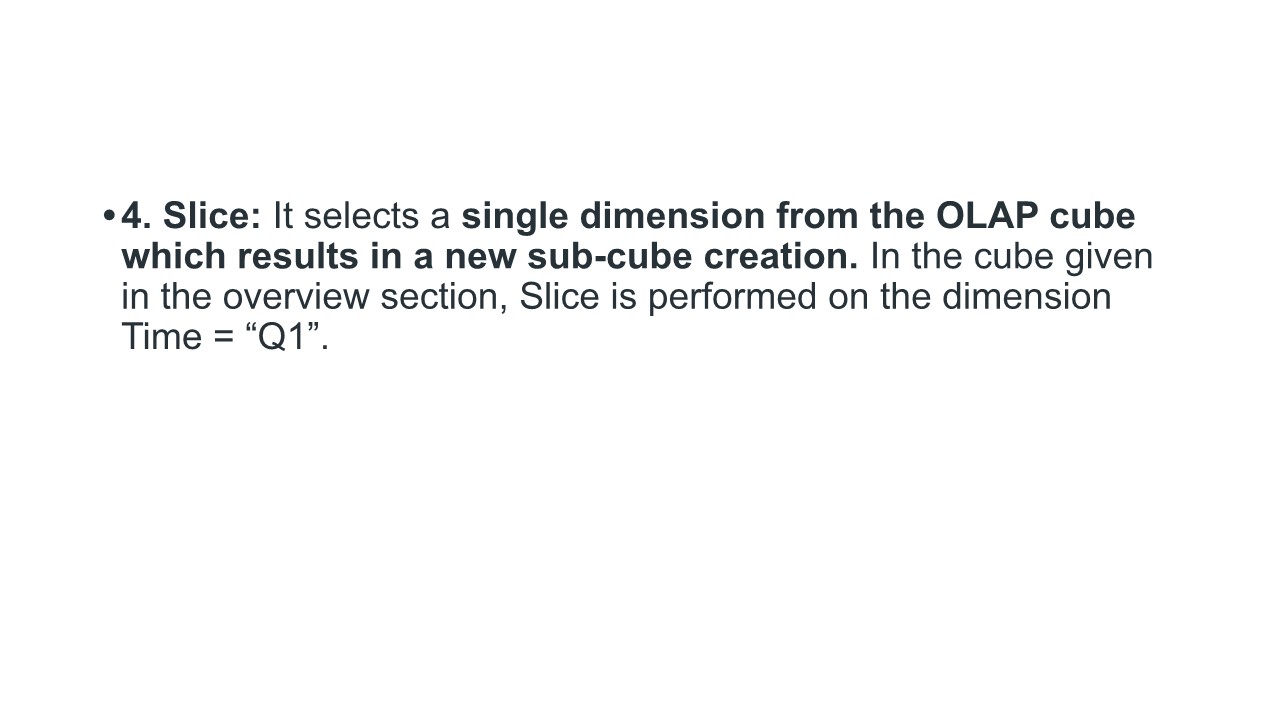 •4. Slice: It selects a single dimension from the OLAP cube
which results in a new sub-cube creation. In the cube given
in the overview section, Slice is performed on the dimension
Time = “Q1”.